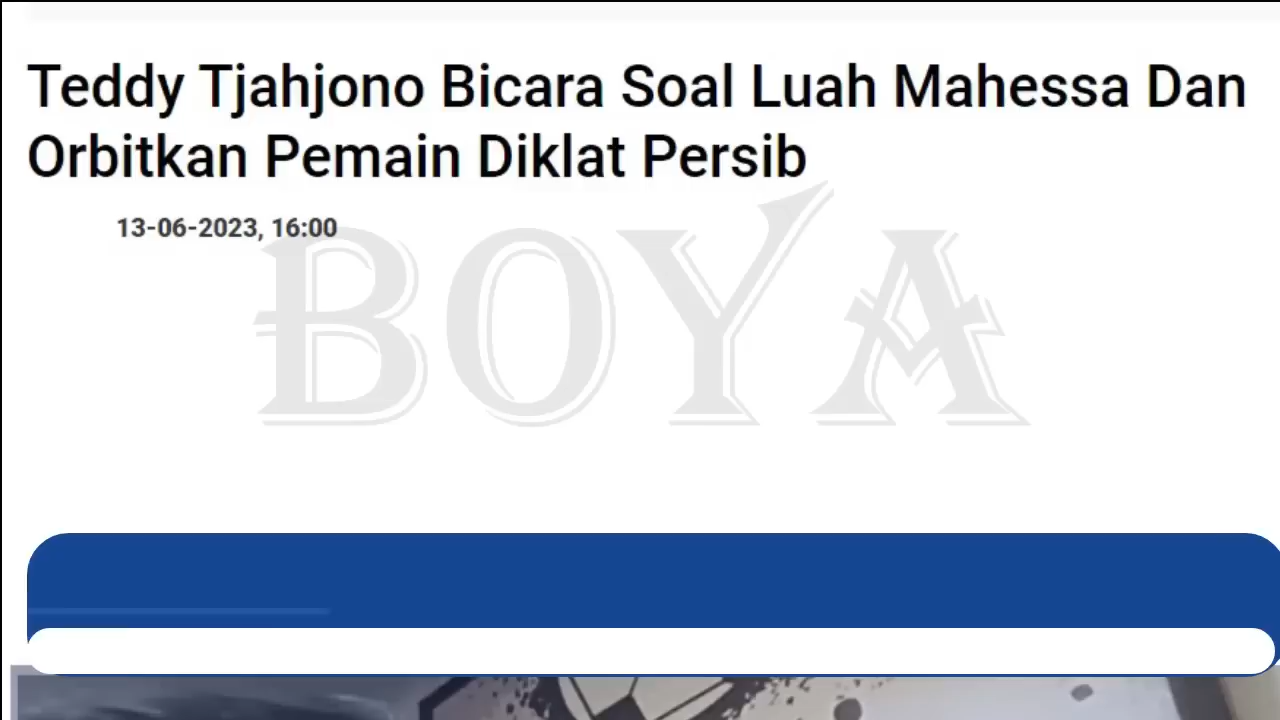 Teddy Tjahjono Bicara Soal Luah Mahessa Dan
Orbitkan Pemain Diklat Persib
13-06-2023, 16:00
BOYA